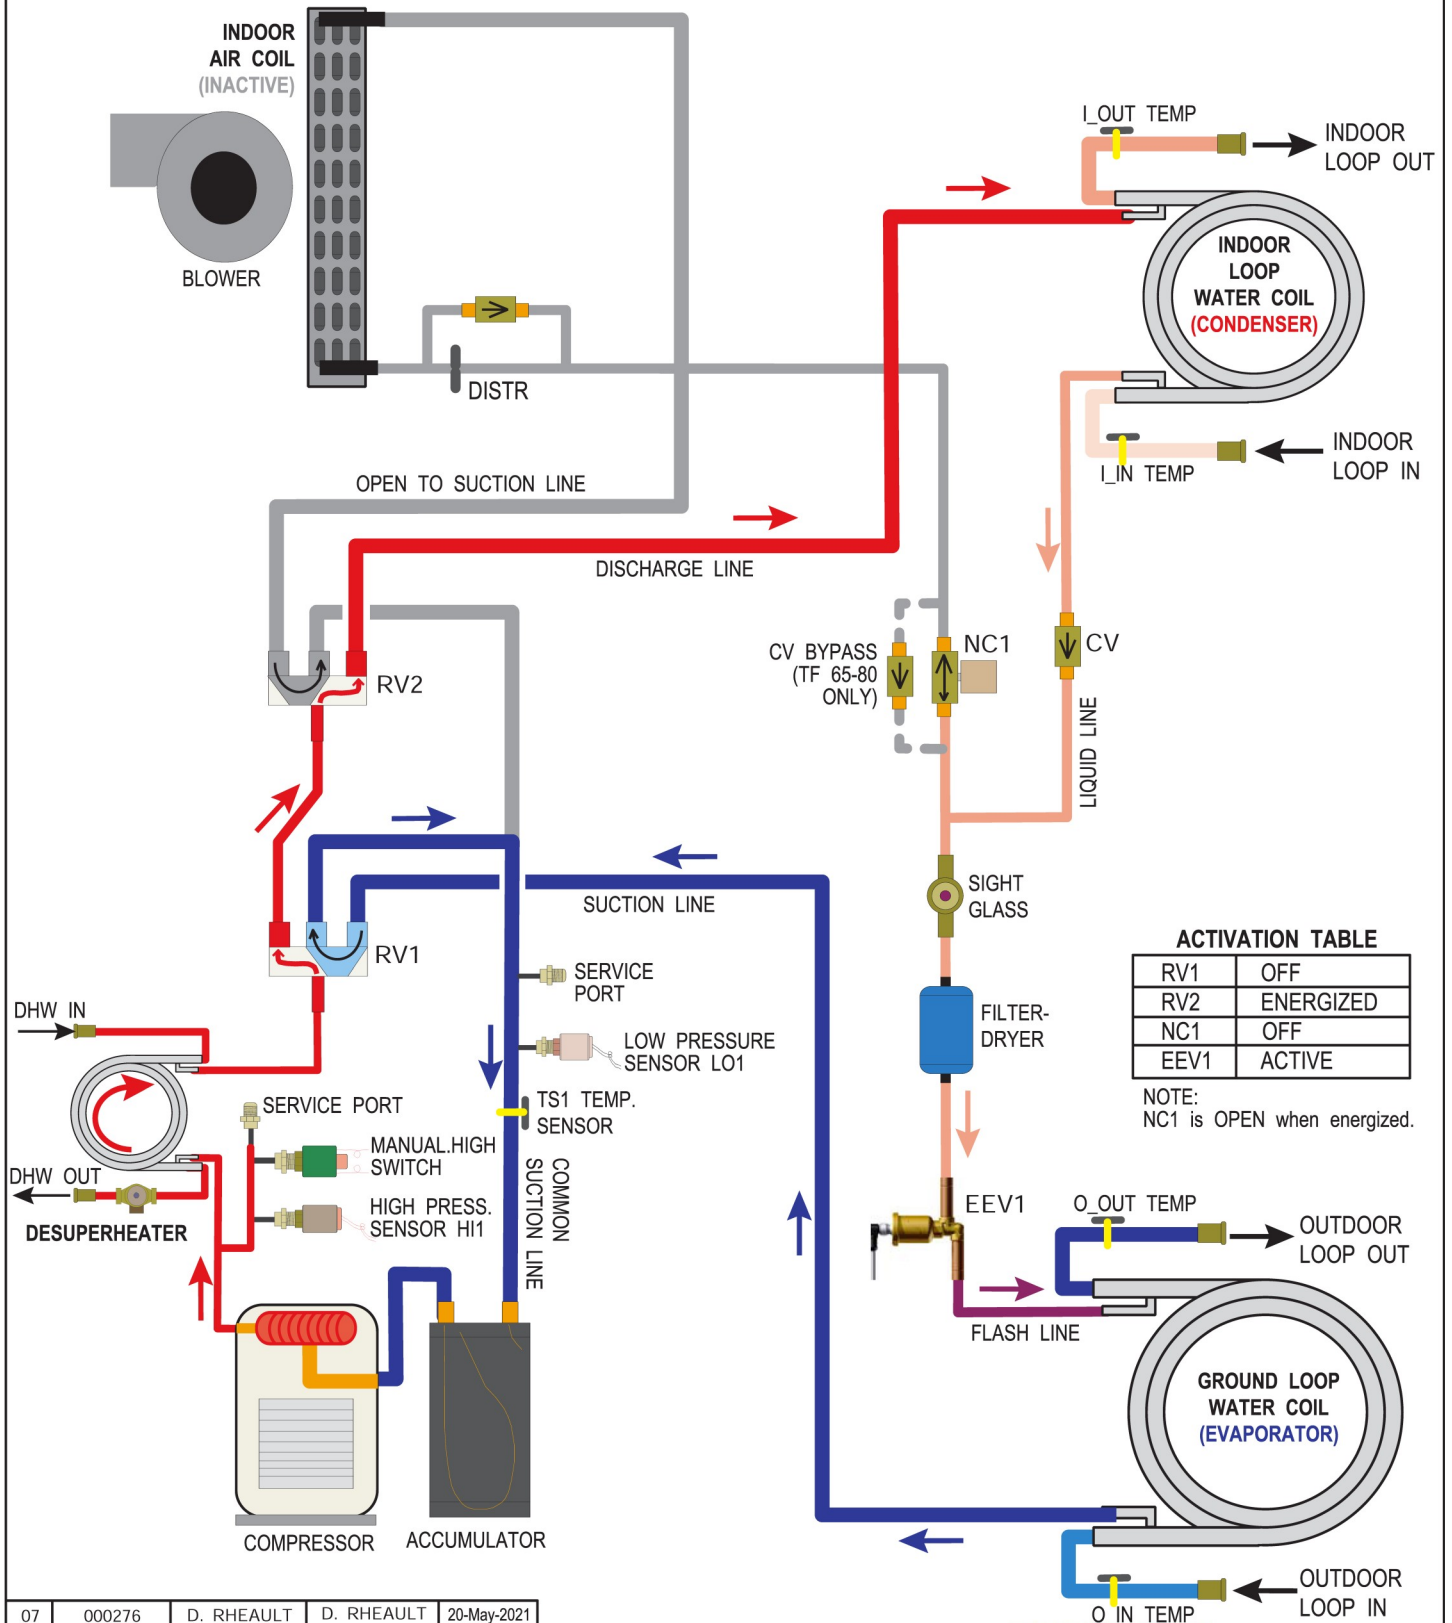 INDOOR
AIR COIL
(INACTIVE)
BLOWER
DISTR
I_OUT TEMP
INDOOR
LOOP OUT
INDOOR
LOOP
WATER COIL
(CONDENSER)
INDOOR
LOOP IN
I_IN TEMP
OPEN TO SUCTION LINE
DISCHARGE LINE
RV2
CV BYPASS
(TF 65-80
ONLY)
NC1
CV
LIQUID LINE
SUCTION LINE
RV1
SIGHT
GLASS
SERVICE
PORT
LOW PRESSURE
SENSOR LO1
TS1 TEMP.
SENSOR
FILTER-
DRYER
ACTIVATION TABLE
RV1 OFF
RV2 ENERGIZED
NC1 OFF
EEV1 ACTIVE
NOTE:
NC1 is OPEN when energized.
DHW IN
SERVICE PORT
MANUAL.HIGH
SWITCH
HIGH PRESS.
SENSOR HI1
DHW OUT
DESUPERHEATER
COMMON
SUCTION LINE
EEV1
O_OUT TEMP
OUTDOOR
LOOP OUT
FLASH LINE
GROUND LOOP
WATER COIL
(EVAPORATOR)
COMPRESSOR
ACCUMULATOR
OUTDOOR
LOOP IN
O_IN TEMP
07 000276 D. RHEAULT D. RHEAULT 20-May-2021